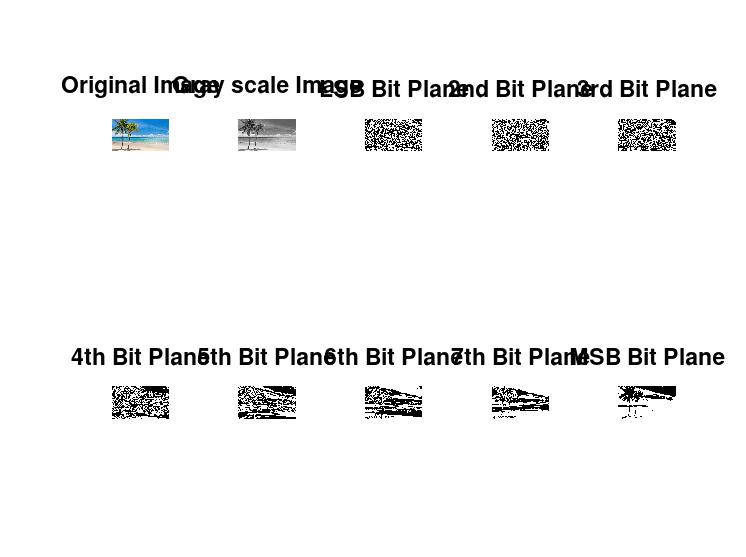 Original Image
Gray scale Image
LSB Bit Plane
2nd Bit Plane
3rd Bit Plane
4th Bit Plane
5th Bit Plane
6th Bit Plane
7th Bit Plane
MSB Bit Plane